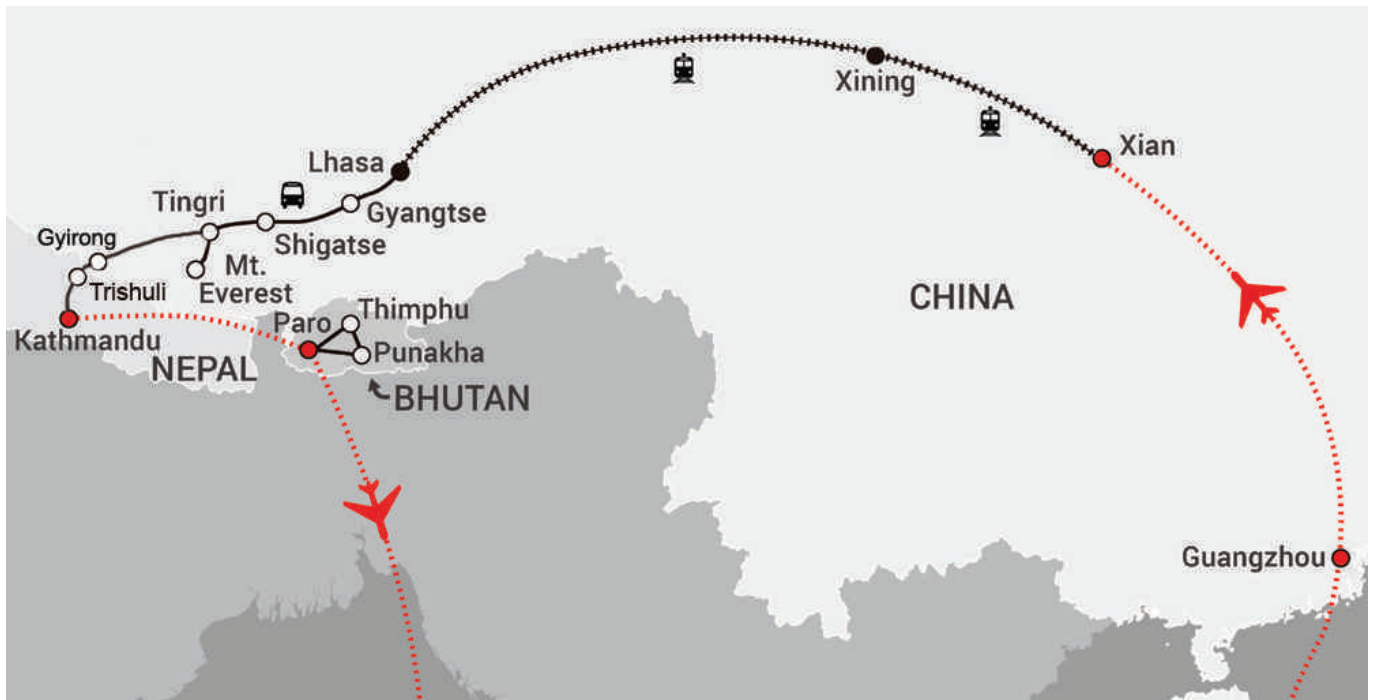 Xining
Xian
Lhasa
Tingri
Gyangtse
Shigatse
Gyirong
Mt.
Everest
Trishuli
CHINA
Thimphu
Paro
Kathmandu
Punakha
NEPAL
BHUTAN
Guangzhou